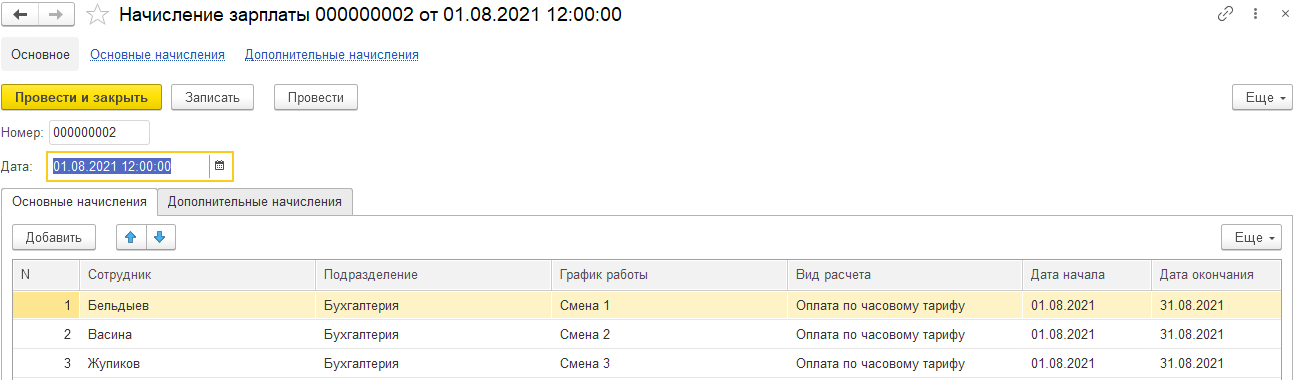 Начисление зарплаты 000000002 от 01.08.2021 12:00:00
Основное Основные начисления Дополнительные начисления
Провести и закрыть Записать Провести Еще
Номер: 000000002
Дата: 01.08.2021 12:00:00
Основные начисления Дополнительные начисления
Добавить Еще
N Сотрудник Подразделение График работы Вид расчета Дата начала Дата окончания
1 Бельдыев Бухгалтерия Смена 1 Оплата по часовому тарифу 01.08.2021 31.08.2021
2 Васина Бухгалтерия Смена 2 Оплата по часовому тарифу 01.08.2021 31.08.2021
3 Жупиков Бухгалтерия Смена 3 Оплата по часовому тарифу 01.08.2021 31.08.2021